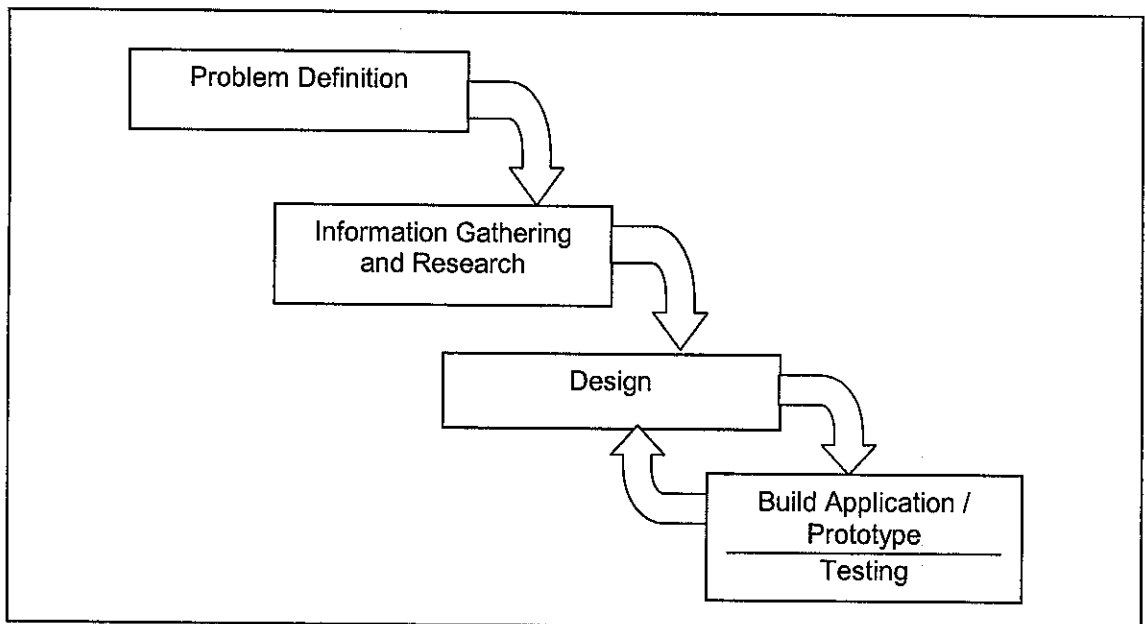 Problem Definition
Information Gathering
and Research
Design
Build Application /
Prototype
Testing